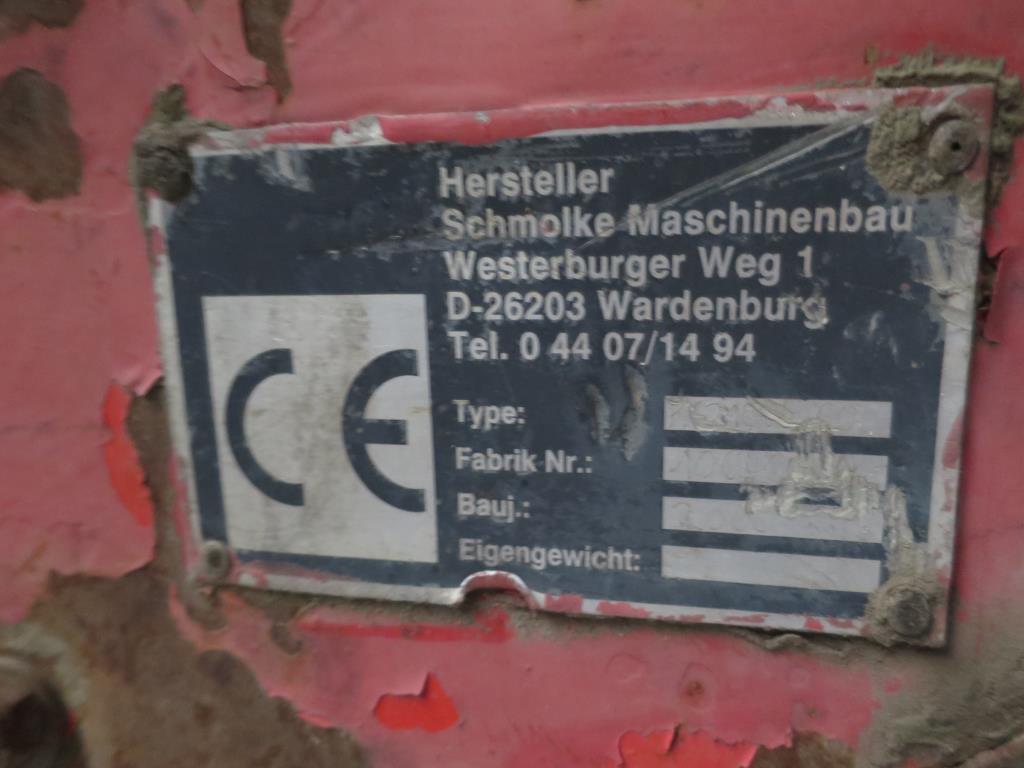 Hersteller
Schmolke Maschinenbau
Westerburger Weg 1
D-26203 Wardenburg
Tel. 0 44 07/14 94
CE
Type:
Fabrik Nr.:
Bauj.:
Eigengewicht: